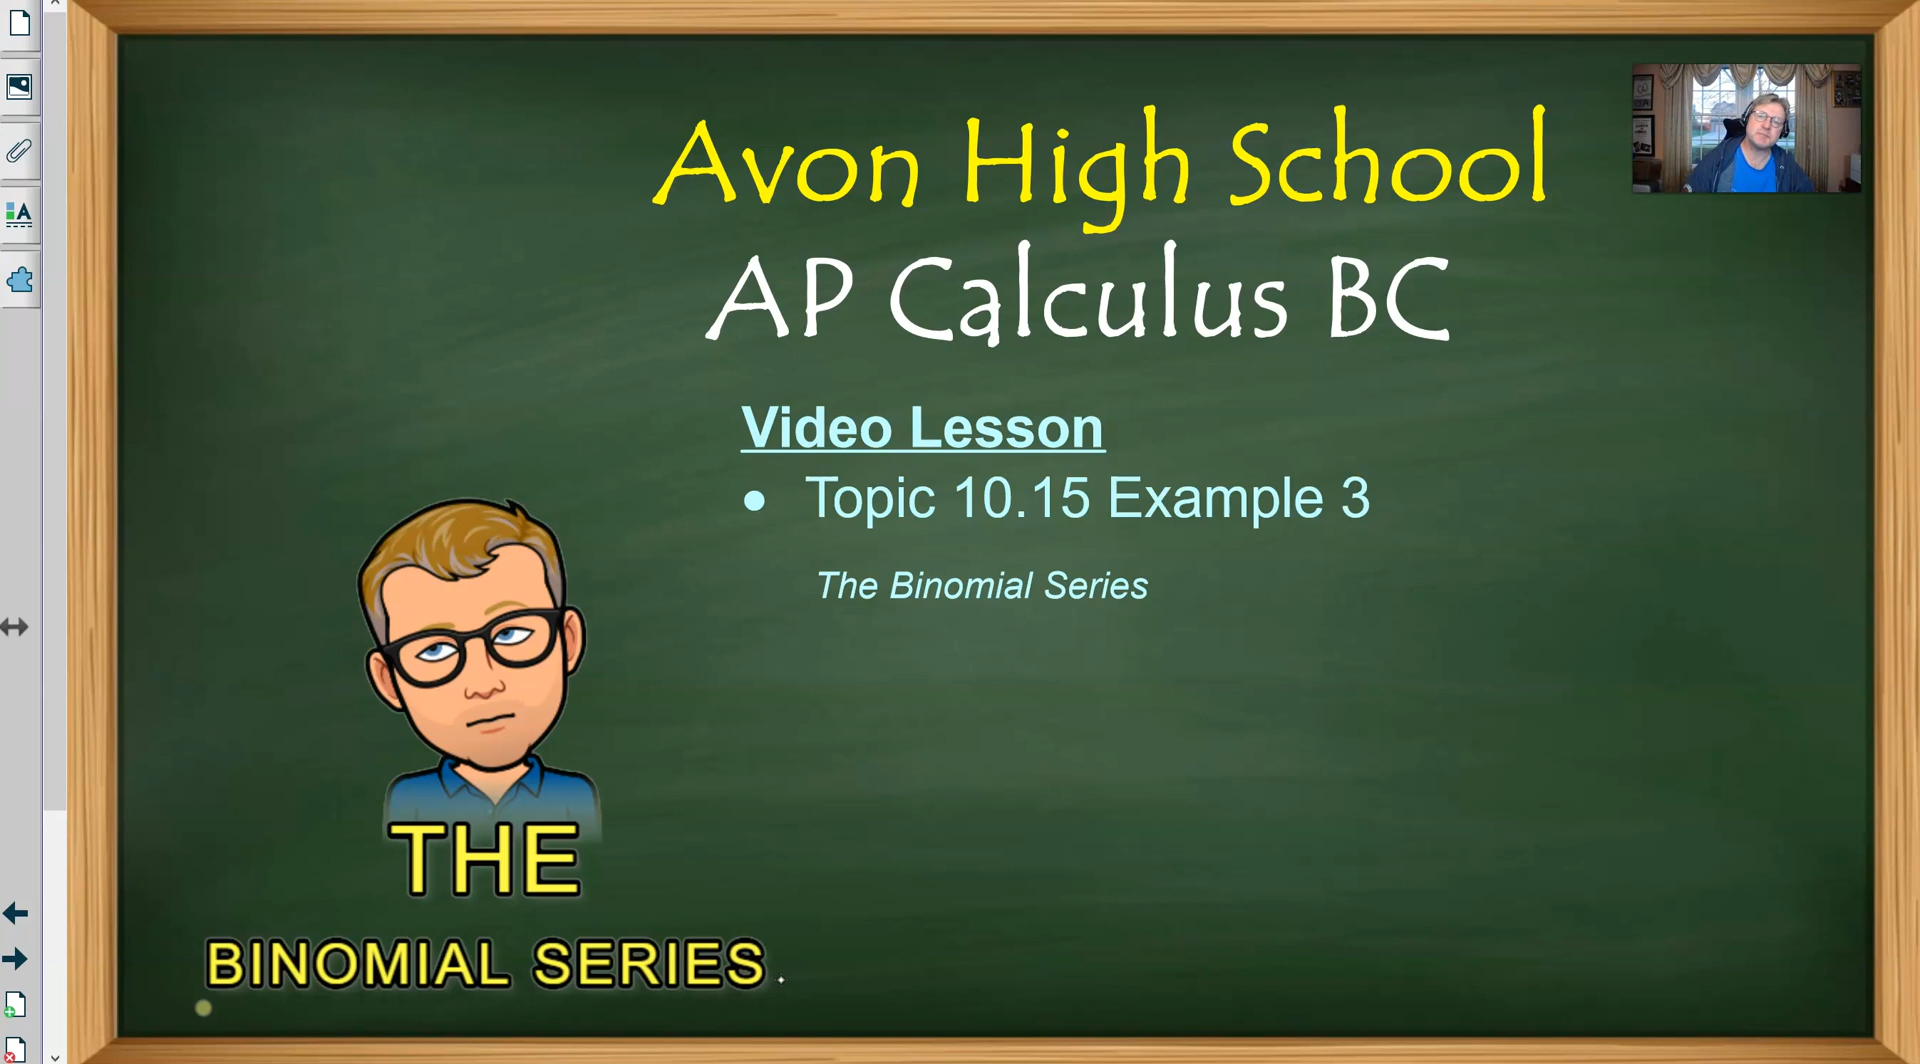 Avon High School
AP Calculus BC
Video Lesson
• Topic 10.15 Example 3
The Binomial Series
THE
BINOMIAL SERIES